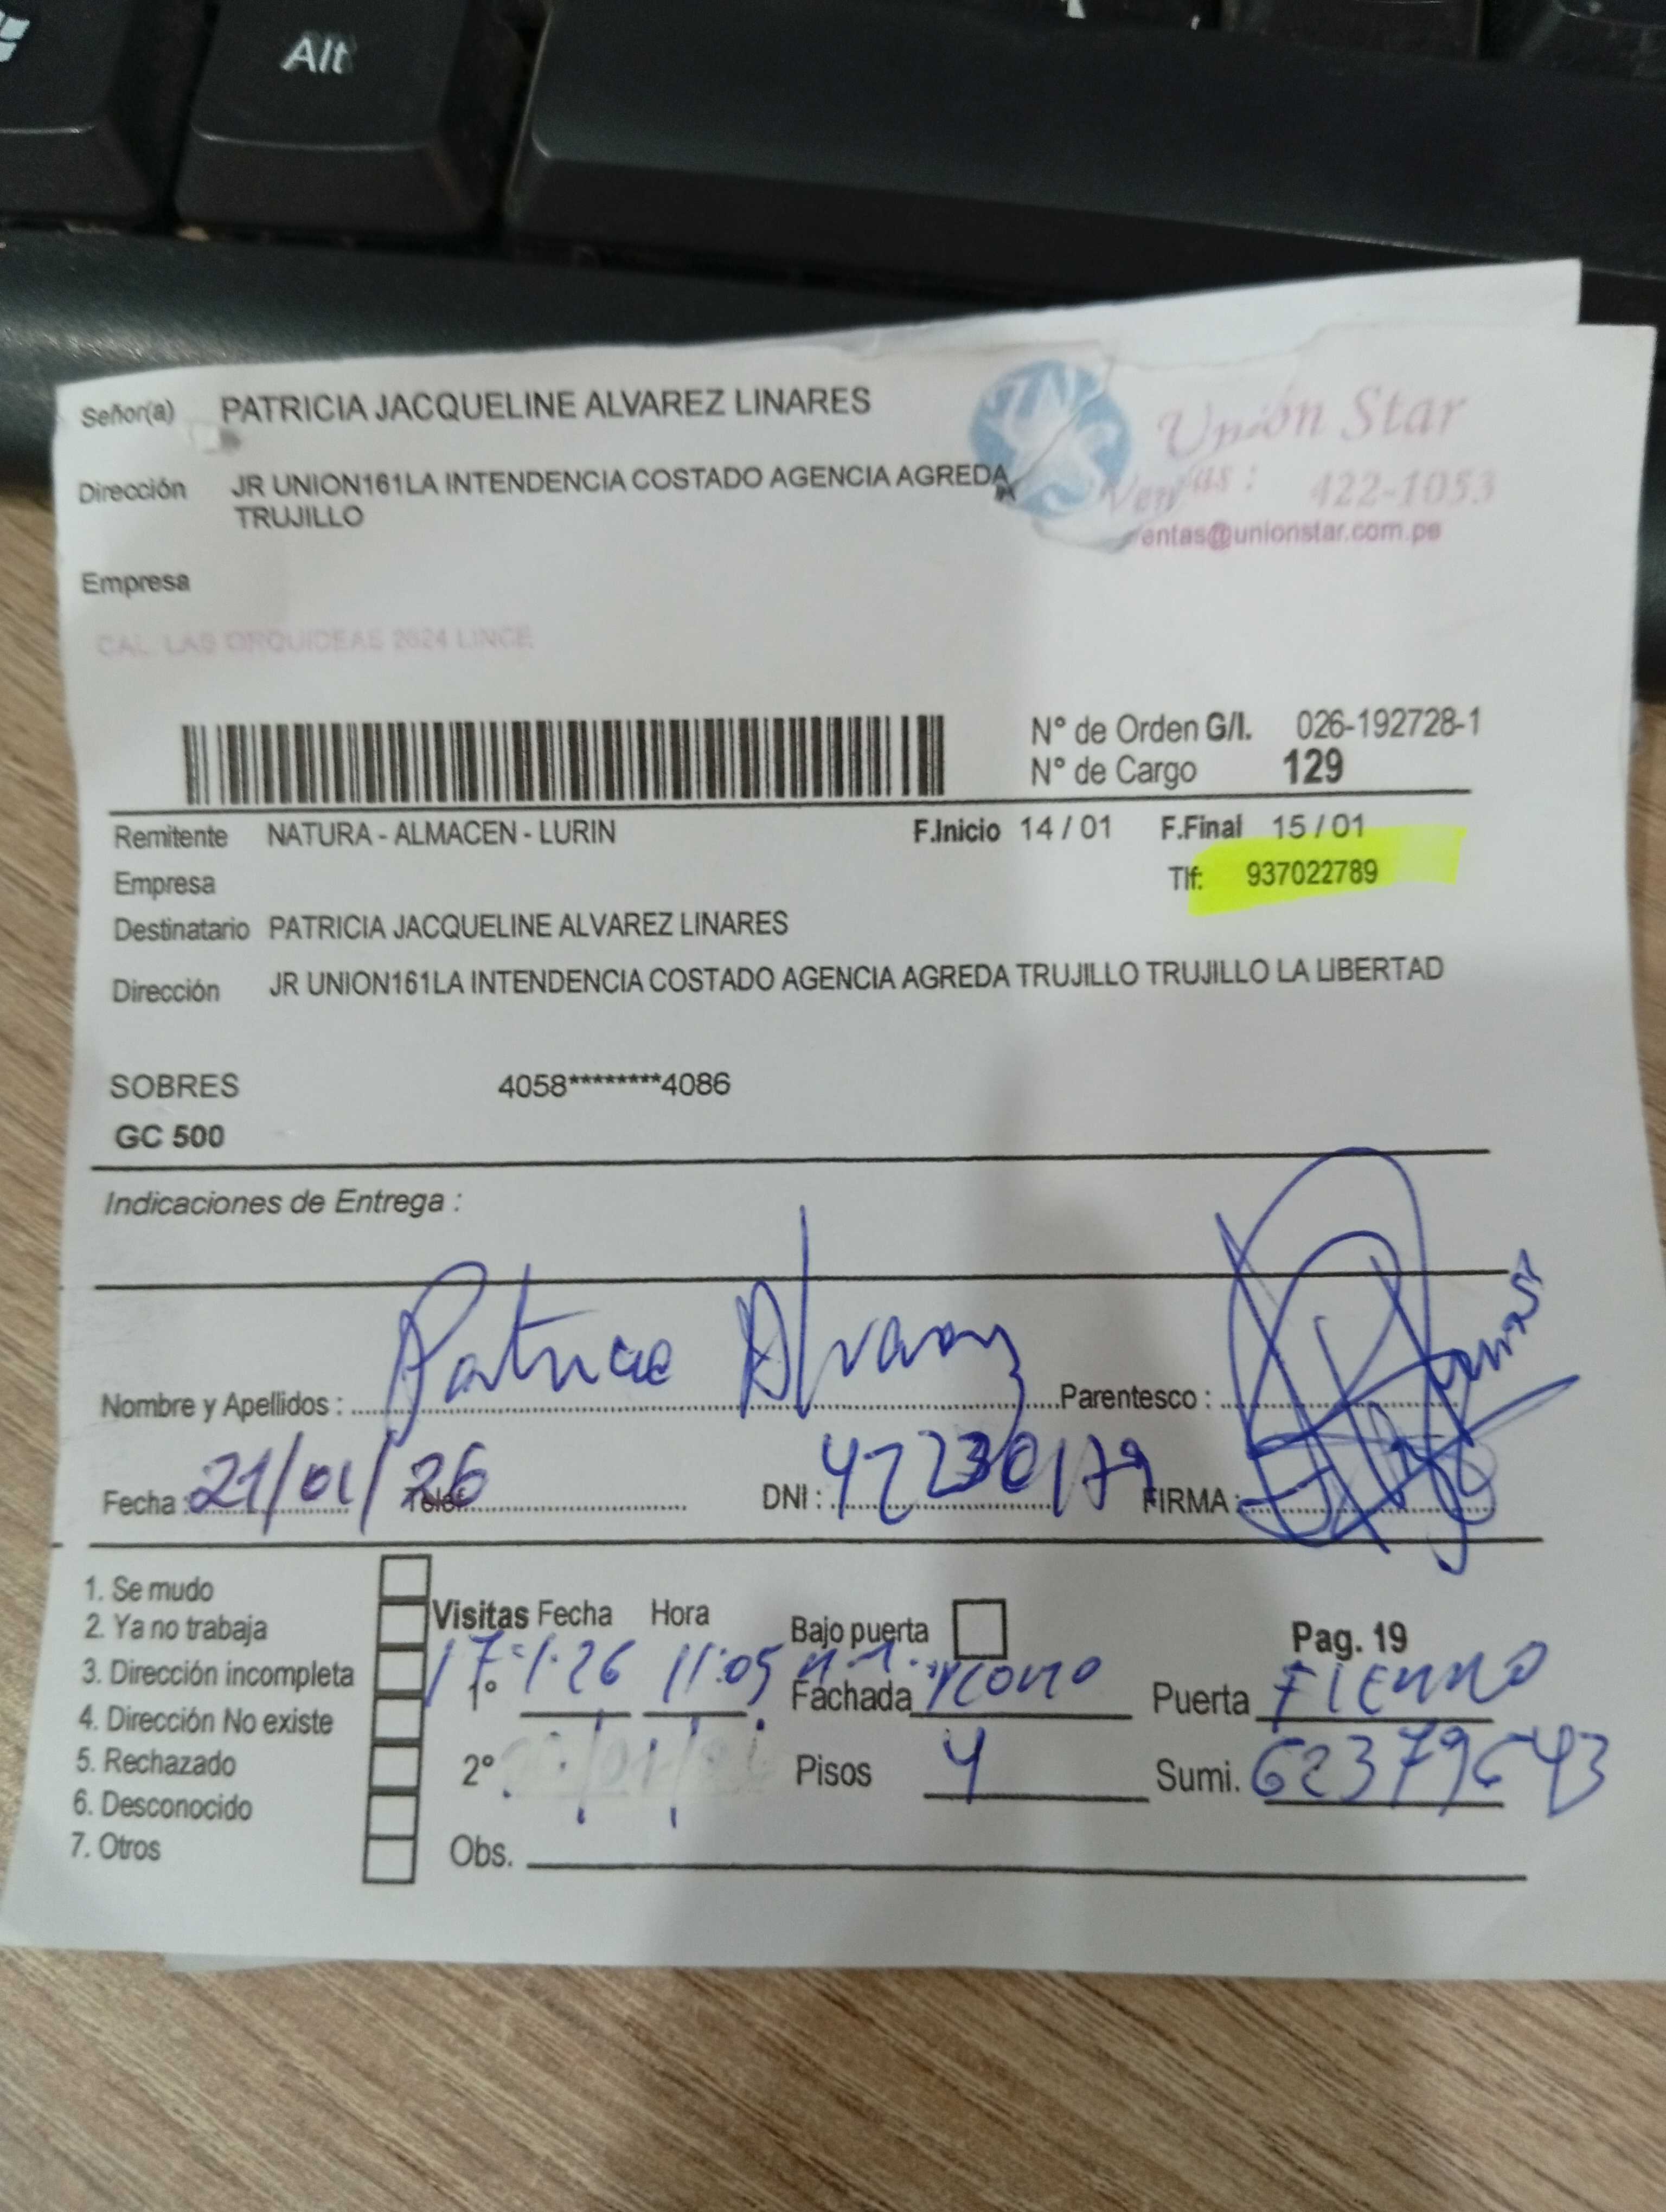 Alt
Señor(a) PATRICIA JACQUELINE ALVAREZ LINARES
Unión Star
Dirección JR UNION161LA INTENDENCIA COSTADO AGENCIA AGREDA
TRUJILLO
Ventas: 422-1053
entas@unionstar.com.pe
Empresa
CAL. LAS ORQUIDEAS 2624 LINCE
N° de Orden G/I. 026-192728-1
N° de Cargo 129
Remitente NATURA - ALMACEN - LURIN F.Inicio 14 / 01 F.Final 15 / 01
Empresa Tlf: 937022789
Destinatario PATRICIA JACQUELINE ALVAREZ LINARES
Dirección JR UNION161LA INTENDENCIA COSTADO AGENCIA AGREDA TRUJILLO TRUJILLO LA LIBERTAD
SOBRES 4058********4086
GC 500
Indicaciones de Entrega :
Nombre y Apellidos : Patricia Alvarez Parentesco :
Fecha : 21/01/26 Telef. DNI : 42230179 FIRMA :
1. Se mudo
2. Ya no trabaja
3. Dirección incompleta
4. Dirección No existe
5. Rechazado
6. Desconocido
7. Otros
Visitas Fecha Hora Bajo puerta Pag. 19
1° 17-1-26 11:05 Fachada Puerta Fierro
2° Pisos 4 Sumi. 62379643
Obs.